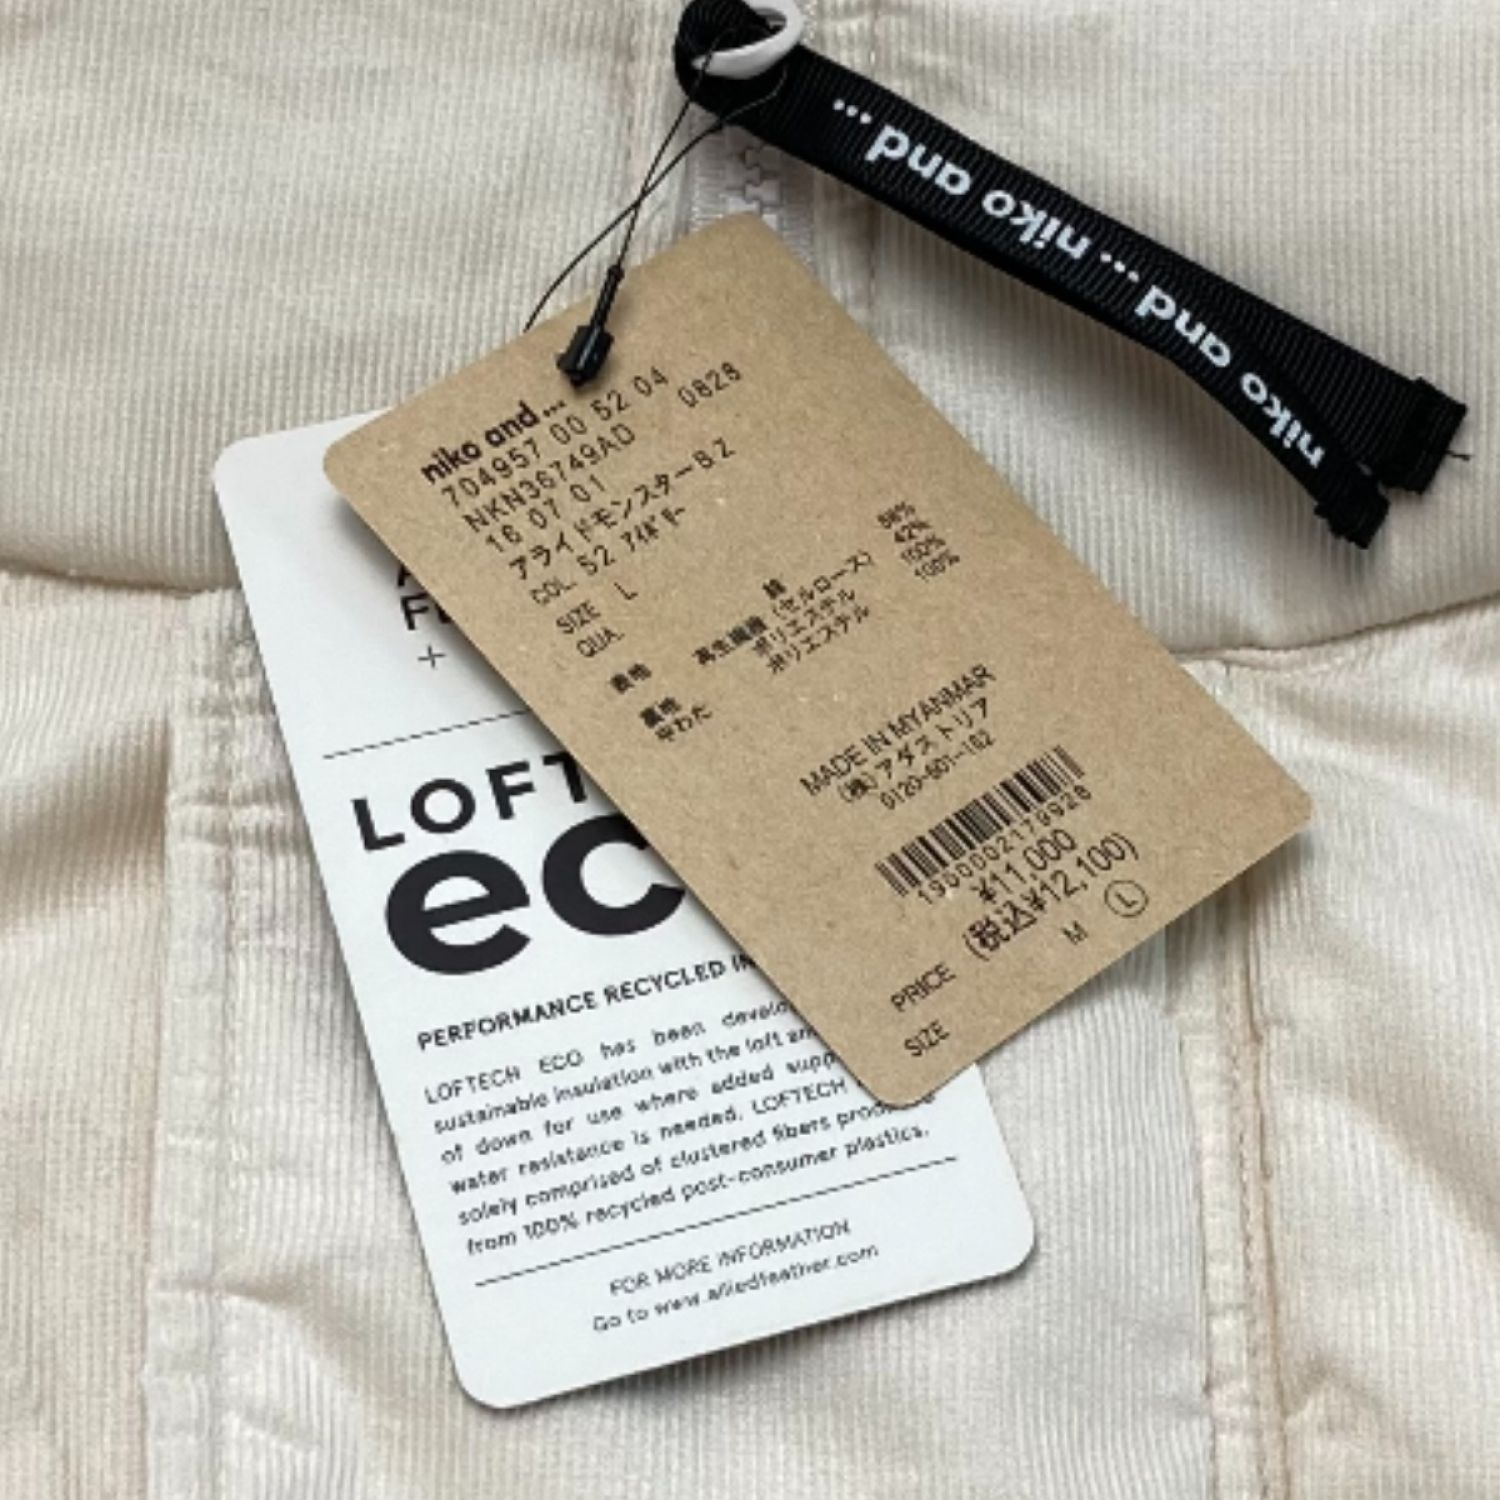 niko and ... niko and ...
niko and ...
704957 00 52 04 0828
NKN36749AD
16 07 01
アライドモンスターBZ
COL. 52 アイボリー
SIZE L
QUA.
表地 綿 58%
再生繊維 (セルロース) 42%
裏地 ポリエステル 100%
中わた ポリエステル 100%
MADE IN MYANMAR
(株)アダストリア
0120-601-162
¥11,000
PRICE (税込¥12,100)
SIZE M L
+
LOFT
ec
PERFORMANCE RECYCLED
LOFTECH ECO has been
sustainable insulation with the loft
of down for use where added
water resistance is needed. LOFTECH
solely comprised of clustered fibers
from 100% recycled post-consumer plastics.
FOR MORE INFORMATION
Go to www.alliedfeather.com